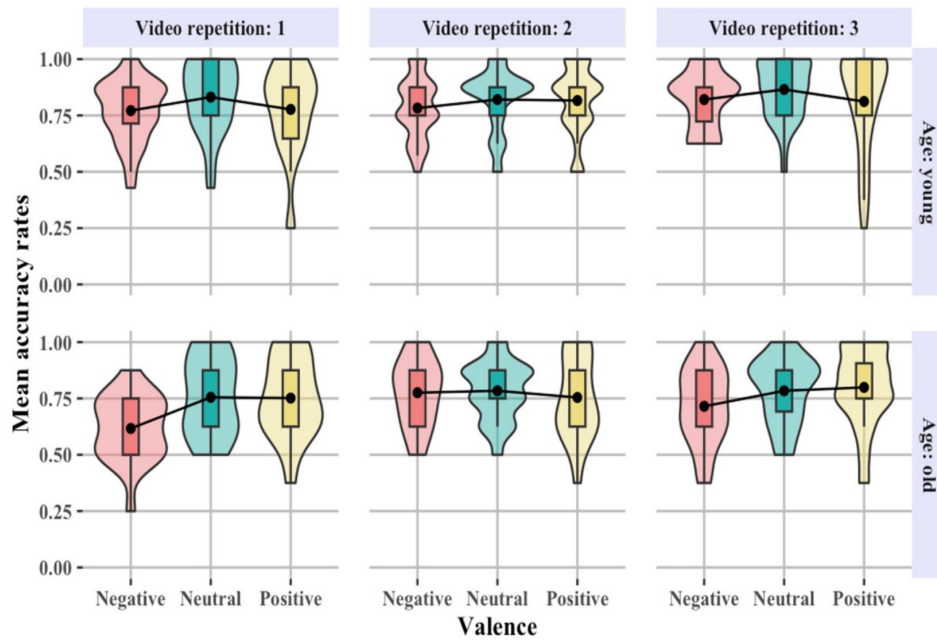 Video repetition: 1
Video repetition: 2
Video repetition: 3
Mean accuracy rates
1.00
0.75
0.50
0.25
0.00
Age: young
1.00
0.75
0.50
0.25
0.00
Age: old
Negative Neutral Positive
Negative Neutral Positive
Negative Neutral Positive
Valence